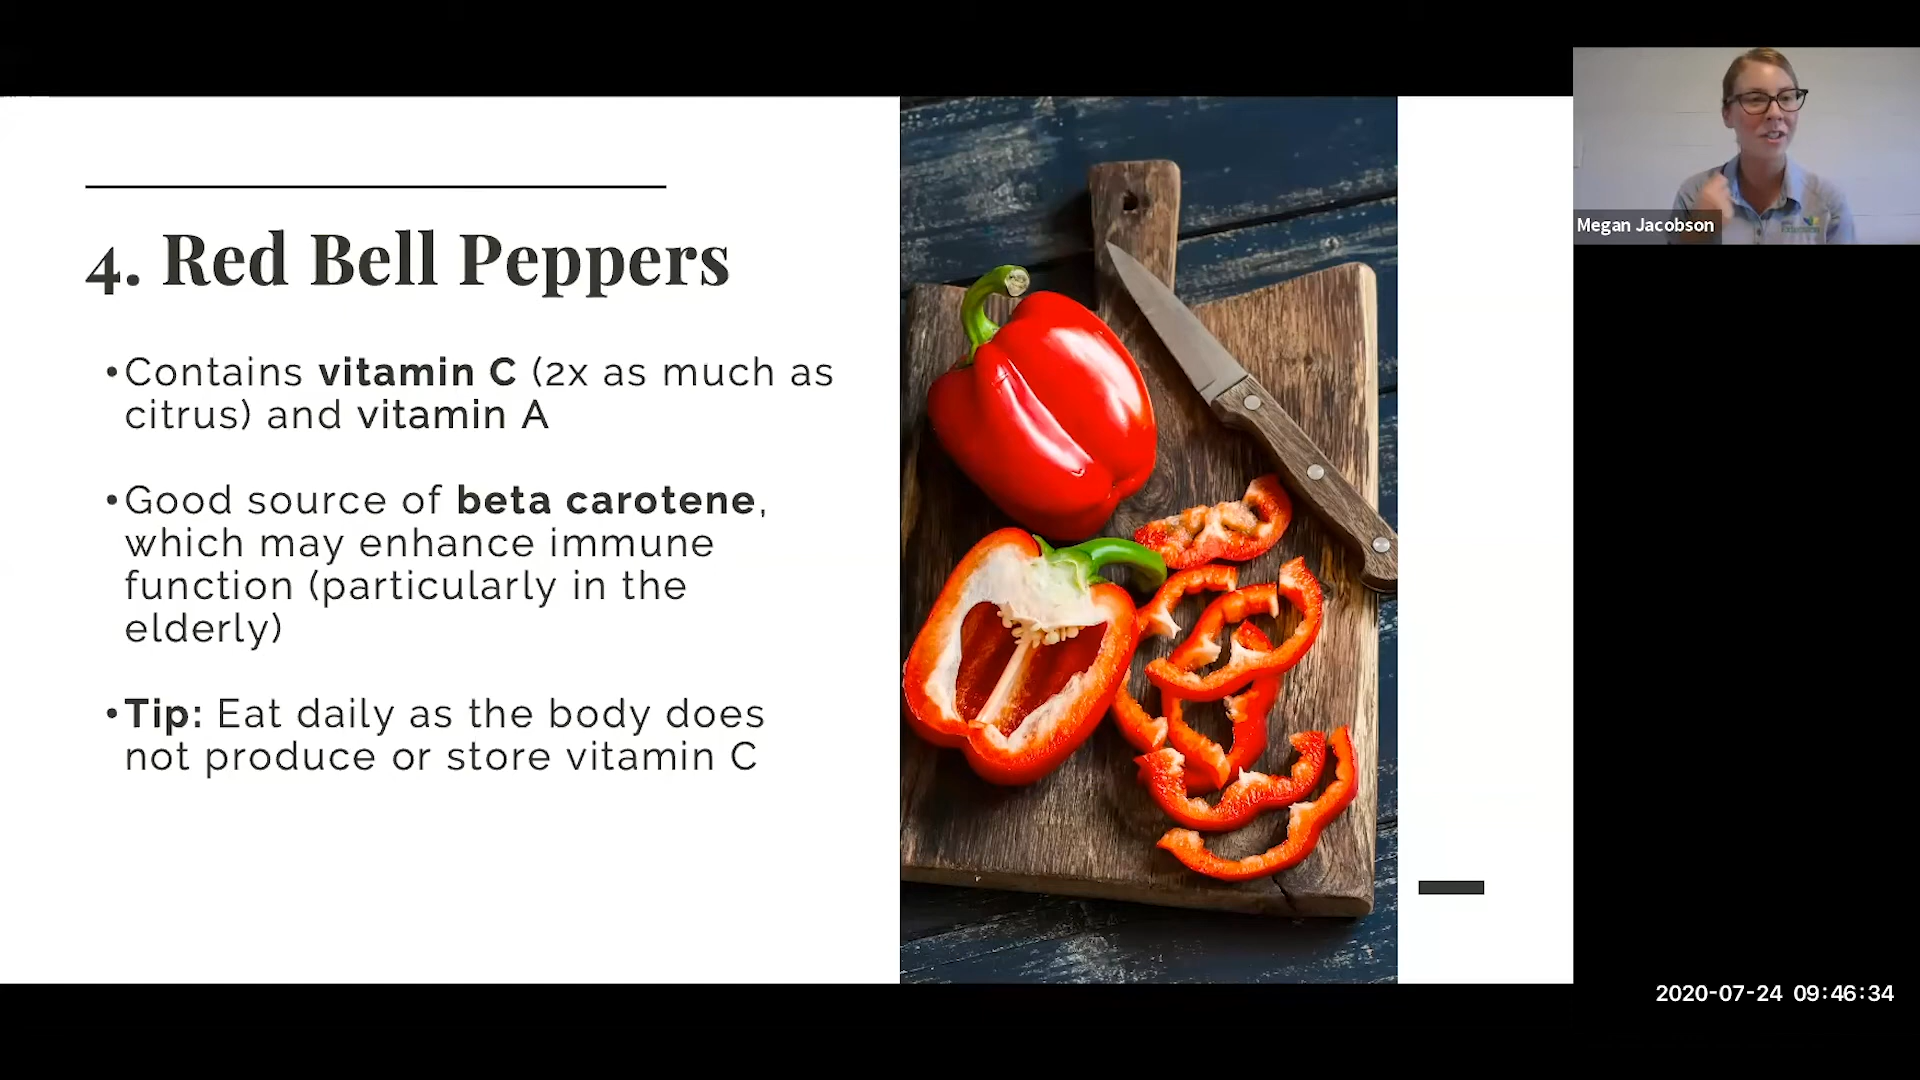 4. Red Bell Peppers
•Contains vitamin C (2x as much as
citrus) and vitamin A
•Good source of beta carotene,
which may enhance immune
function (particularly in the
elderly)
•Tip: Eat daily as the body does
not produce or store vitamin C
Megan Jacobson
2020-07-24 09:46:34